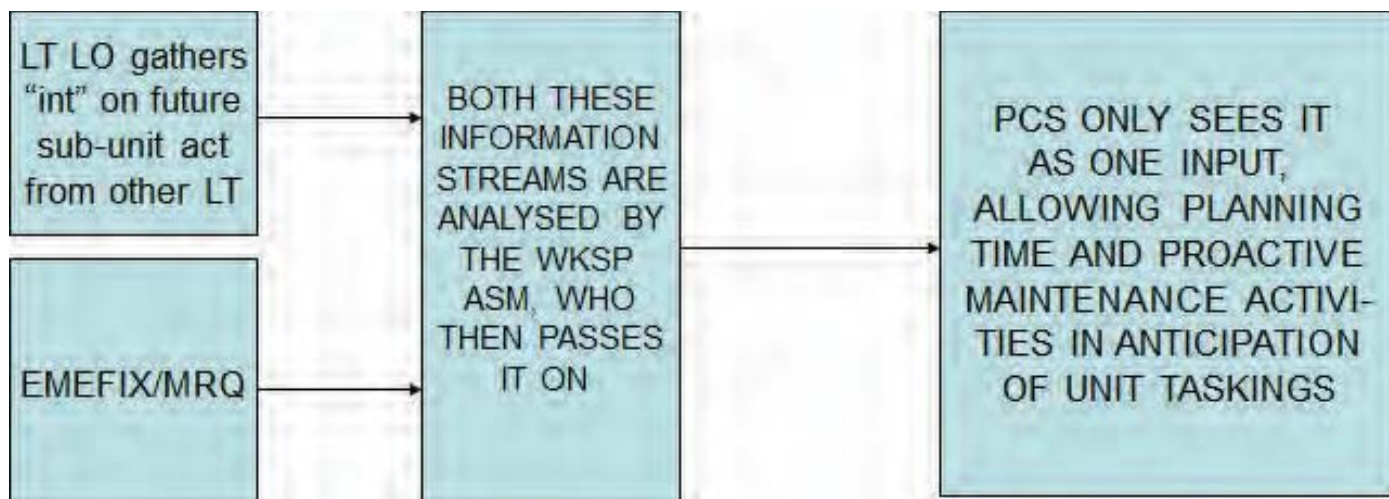 LT LO gathers
“int” on future
sub-unit act
from other LT
EMEFIX/MRQ
BOTH THESE
INFORMATION
STREAMS ARE
ANALYSED BY
THE WKSP
ASM, WHO
THEN PASSES
IT ON
PCS ONLY SEES IT
AS ONE INPUT,
ALLOWING PLANNING
TIME AND PROACTIVE
MAINTENANCE ACTIVI-
TIES IN ANTICIPATION
OF UNIT TASKINGS